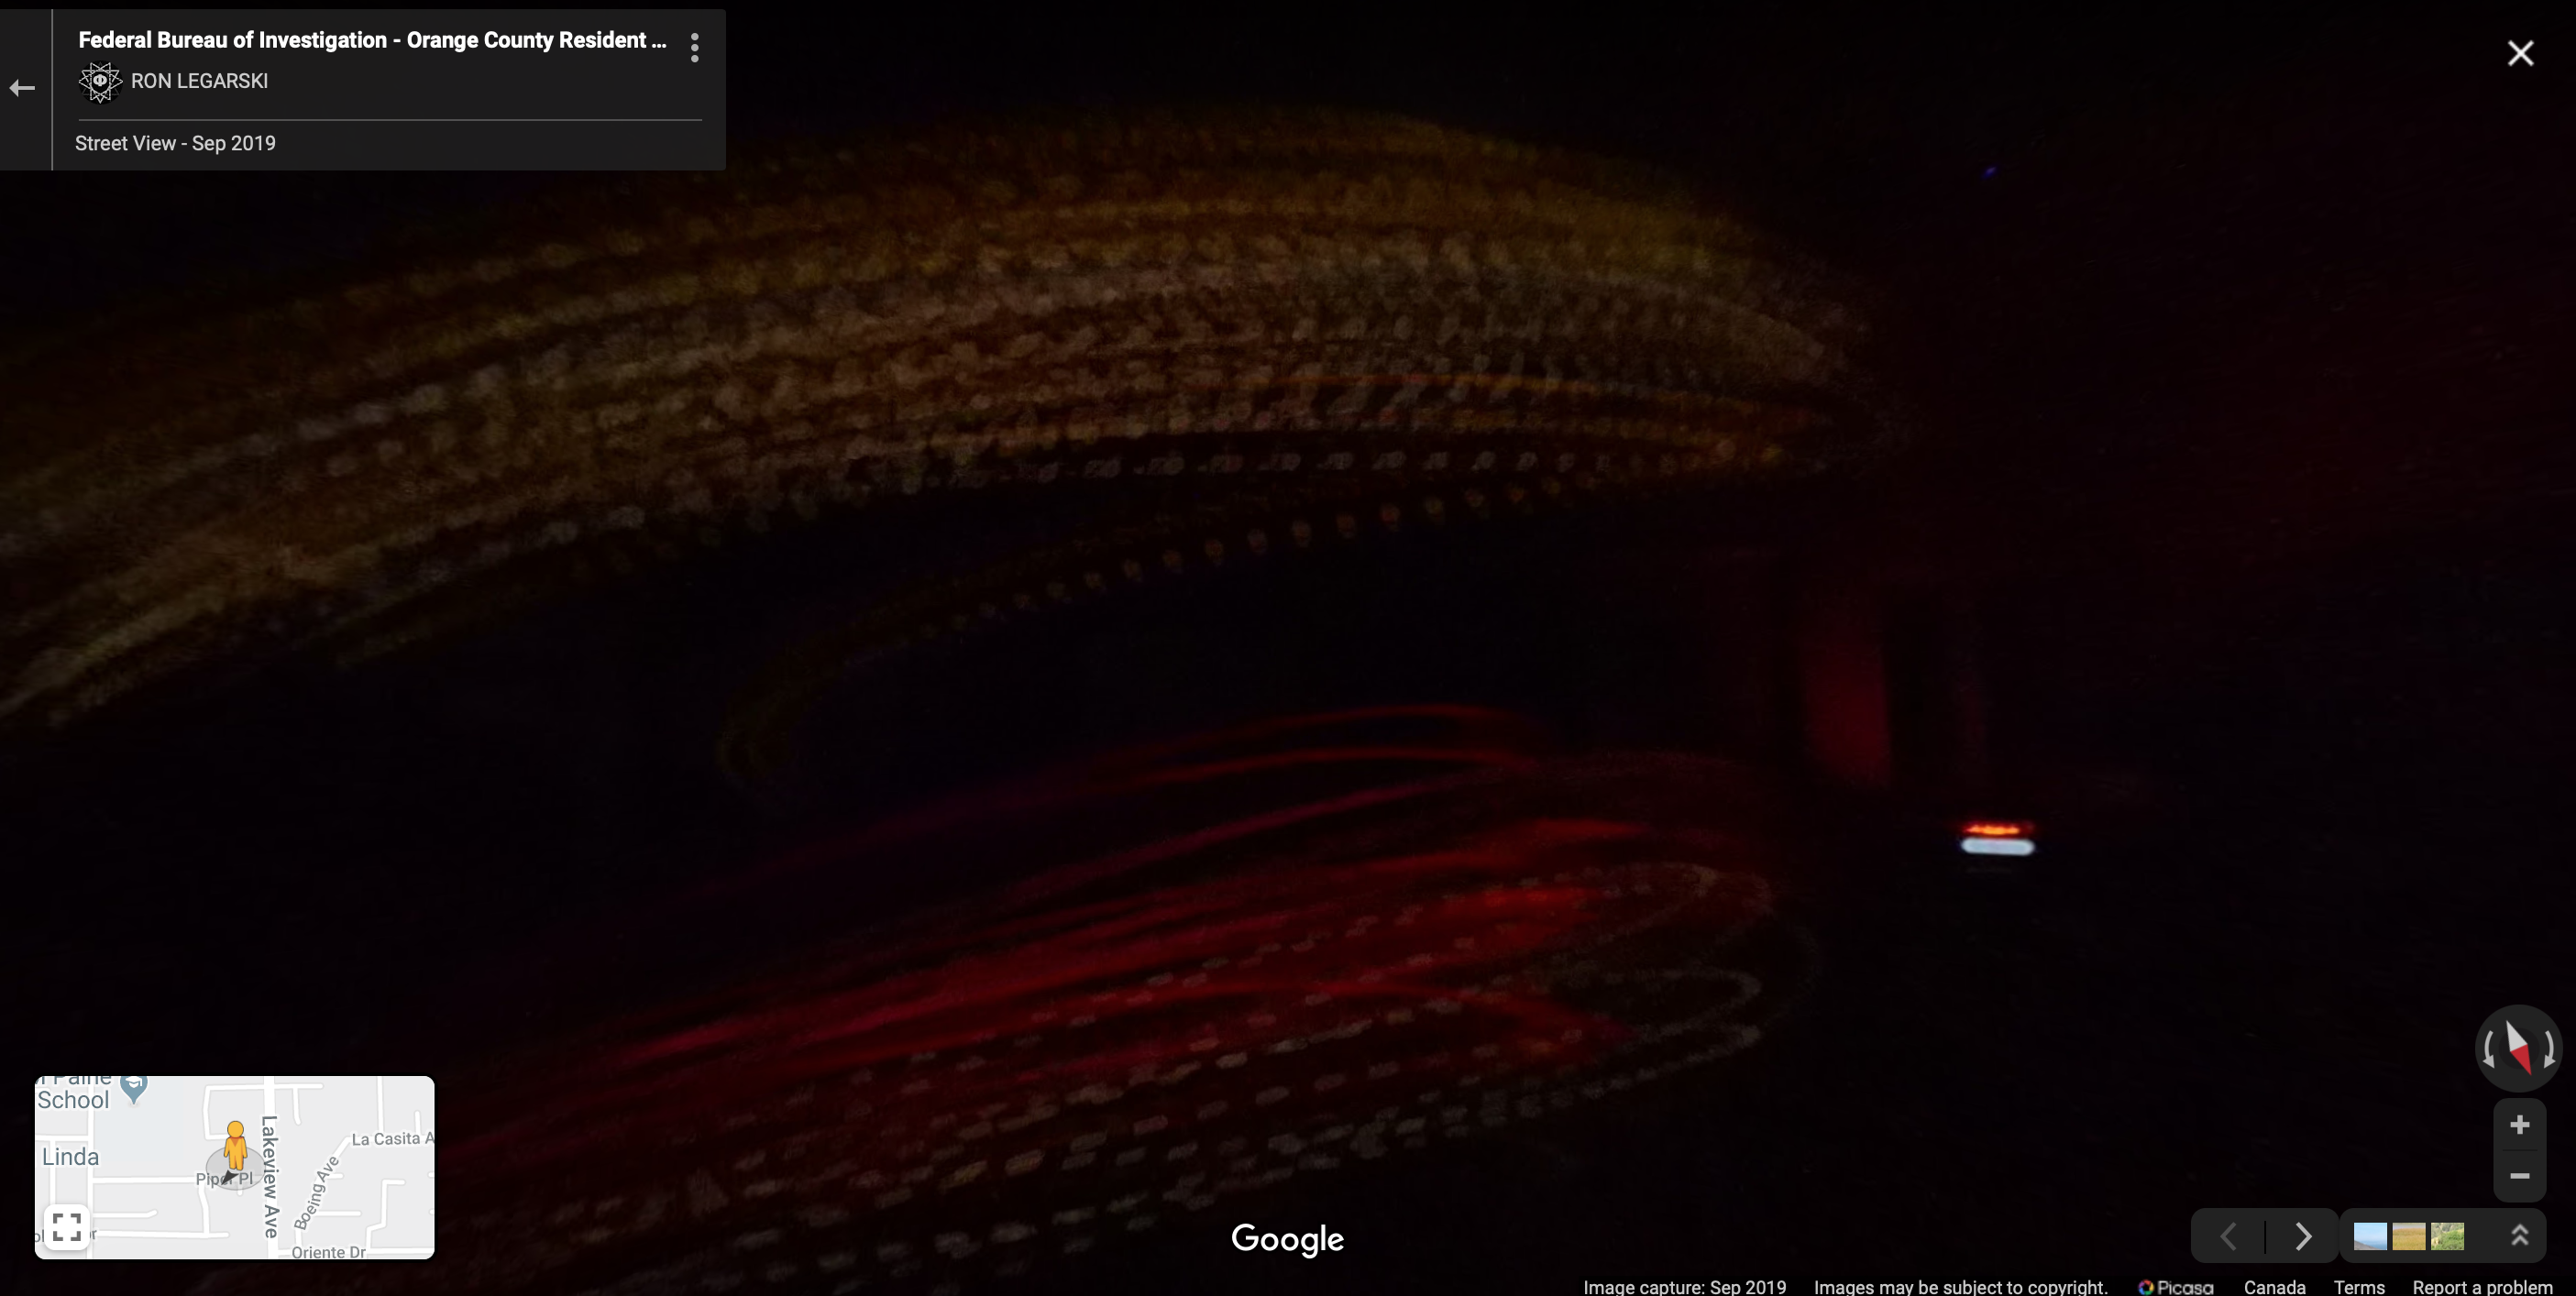 Federal Bureau of Investigation - Orange County Resident ...
RON LEGARSKI
Street View - Sep 2019
School
Linda
Lakeview Ave
La Casita A
Piper Pl
Boeing Ave
Oriente Dr
Google
Image capture: Sep 2019 Images may be subject to copyright. Picasa Canada Terms Report a problem